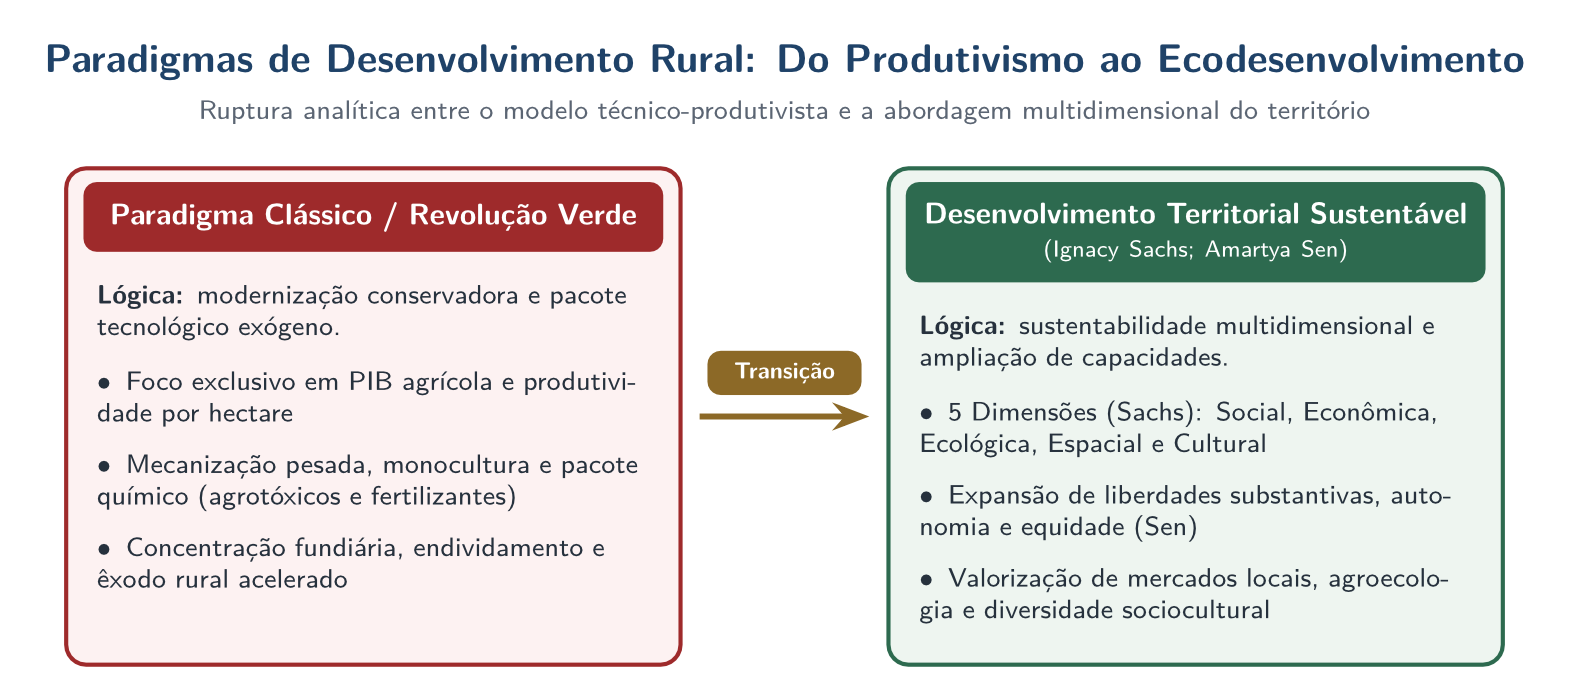 Paradigmas de Desenvolvimento Rural: Do Produtivismo ao Ecodesenvolvimento
Ruptura analítica entre o modelo técnico-produtivista e a abordagem multidimensional do território
Paradigma Clássico / Revolução Verde
Lógica: modernização conservadora e pacote
tecnológico exógeno.
• Foco exclusivo em PIB agrícola e produtivi-
dade por hectare
• Mecanização pesada, monocultura e pacote
químico (agrotóxicos e fertilizantes)
• Concentração fundiária, endividamento e
êxodo rural acelerado
Transição
Desenvolvimento Territorial Sustentável
(Ignacy Sachs; Amartya Sen)
Lógica: sustentabilidade multidimensional e
ampliação de capacidades.
• 5 Dimensões (Sachs): Social, Econômica,
Ecológica, Espacial e Cultural
• Expansão de liberdades substantivas, auto-
nomia e equidade (Sen)
• Valorização de mercados locais, agroecolo-
gia e diversidade sociocultural